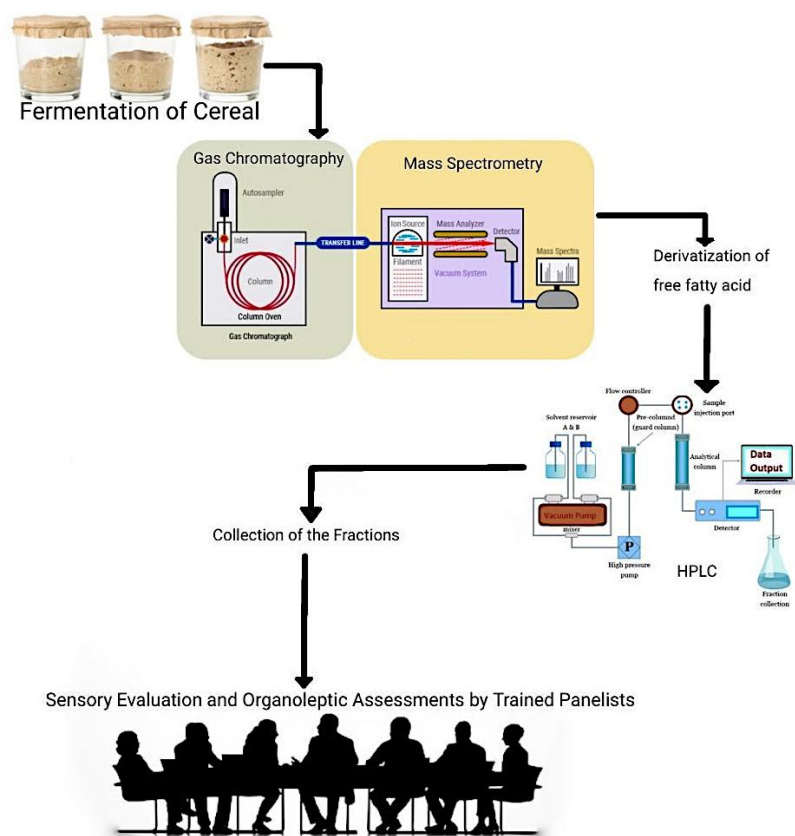 Fermentation of Cereal
Gas Chromatography
Autosampler
Inlet
Column
Column Oven
Gas Chromatograph
TRANSFER LINE
Mass Spectrometry
Ion Source
Filament
Mass Analyzer
Vacuum System
Detector
Mass Spectra
Derivatization of
free fatty acid
Flow controller
Sample
injection port
Solvent reservoir
A & B
Pre-columnd
(guard column)
Analytical
column
Data
Output
Recorder
Vacuum Pump
mixer
P
High pressure
pump
Detector
HPLC
Fraction
collection
Collection of the Fractions
Sensory Evaluation and Organoleptic Assessments by Trained Panelists